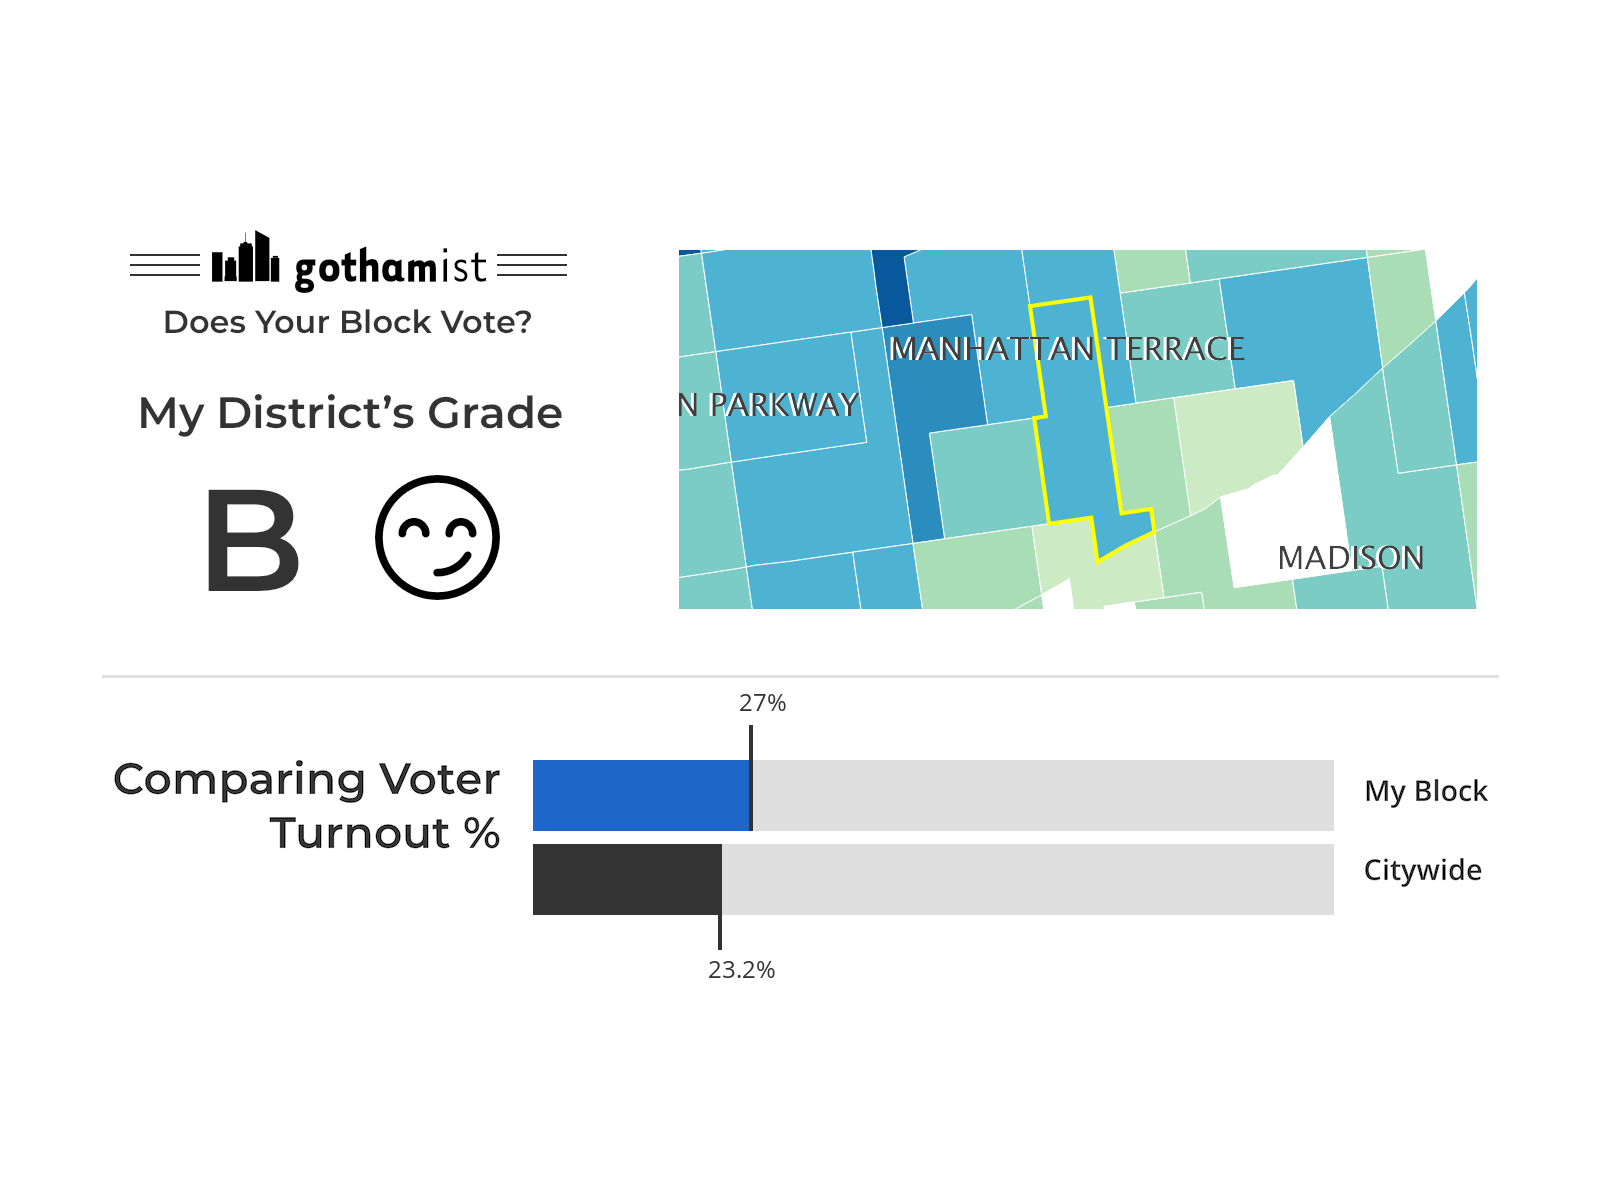 gothamist
Does Your Block Vote?
My District’s Grade
B
MANHATTAN TERRACE
N PARKWAY
MADISON
Comparing Voter
Turnout %
27%
My Block
Citywide
23.2%